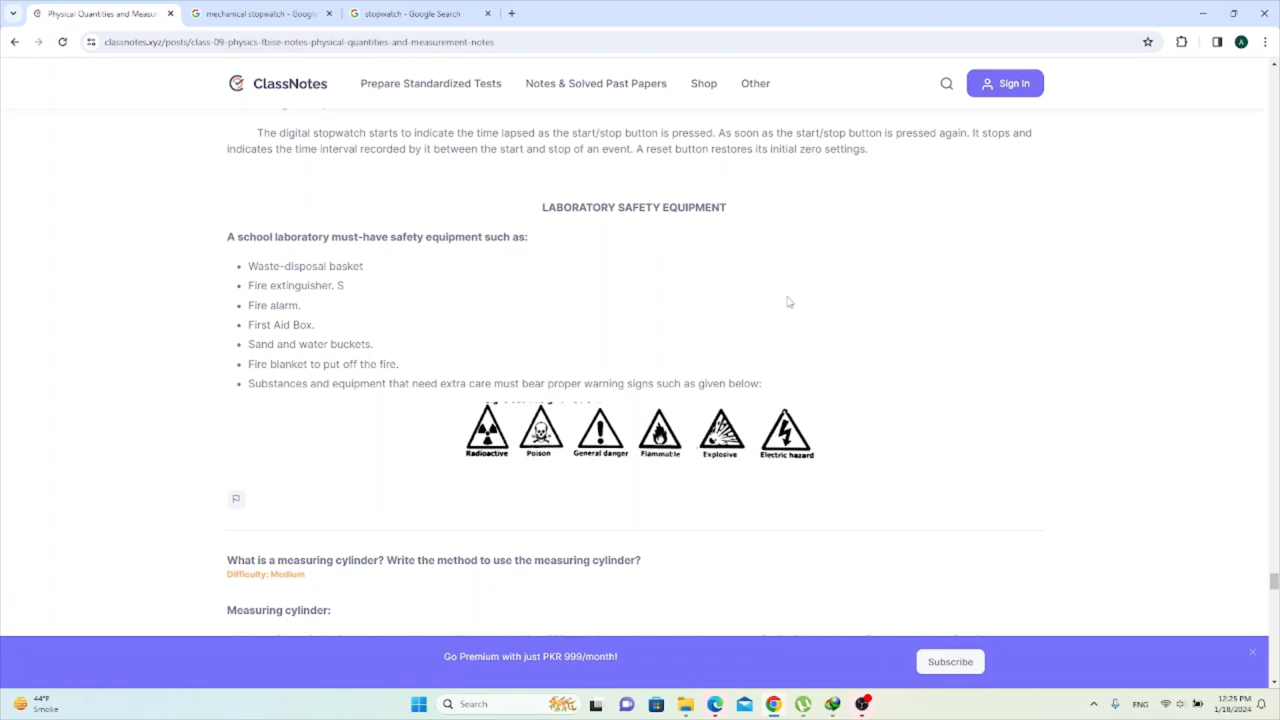 Physical Quantities and Measur
mechanical stopwatch - Google
stopwatch - Google Search
classnotes.xyz/posts/class-09-physics-fbise-notes-physical-quantities-and-measurement-notes
A
ClassNotes
Prepare Standardized Tests
Notes & Solved Past Papers
Shop
Other
Sign In
The digital stopwatch starts to indicate the time lapsed as the start/stop button is pressed. As soon as the start/stop button is pressed again. It stops and
indicates the time interval recorded by it between the start and stop of an event. A reset button restores its initial zero settings.
LABORATORY SAFETY EQUIPMENT
A school laboratory must-have safety equipment such as:
• Waste-disposal basket
• Fire extinguisher. S
• Fire alarm.
• First Aid Box.
• Sand and water buckets.
• Fire blanket to put off the fire.
• Substances and equipment that need extra care must bear proper warning signs such as given below:
Radioactive Poison General danger Flammable Explosive Electric hazard
What is a measuring cylinder? Write the method to use the measuring cylinder?
Difficulty: Medium
Measuring cylinder:
Go Premium with just PKR 999/month!
Subscribe
44°F
Smoke
Search
ENG
12:25 PM
1/18/2024